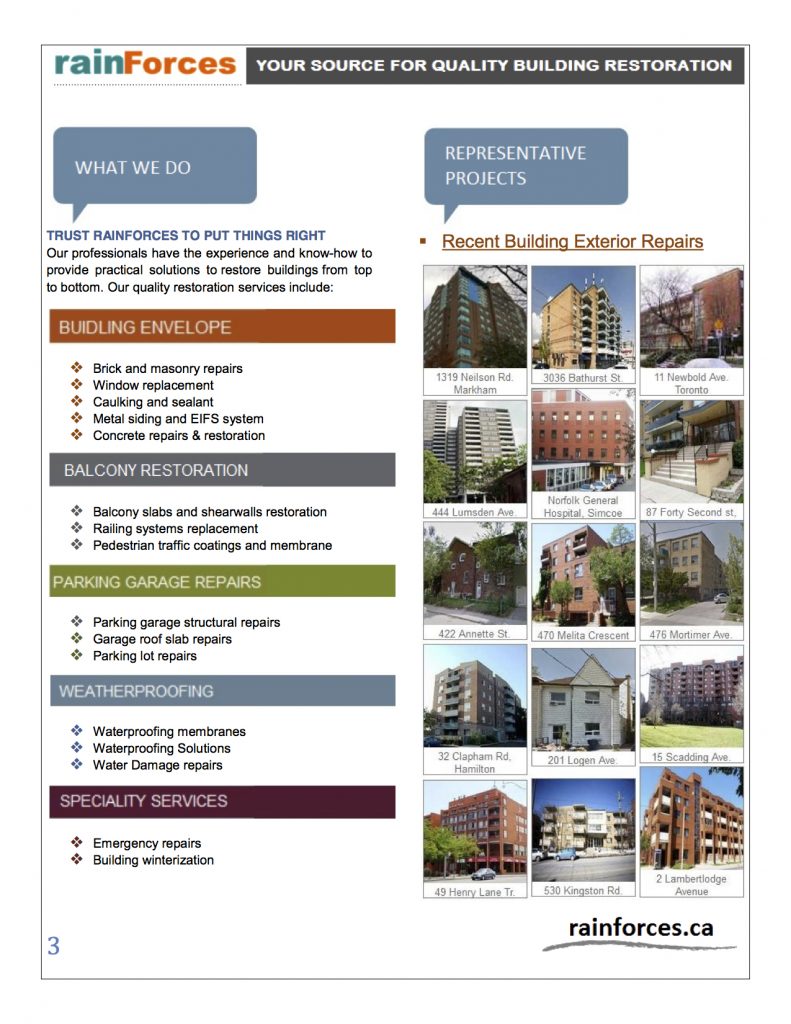 rainForces
YOUR SOURCE FOR QUALITY BUILDING RESTORATION
WHAT WE DO
TRUST RAINFORCES TO PUT THINGS RIGHT
Our professionals have the experience and know-how to
provide practical solutions to restore buildings from top
to bottom. Our quality restoration services include:
BUIDLING ENVELOPE
Brick and masonry repairs
Window replacement
Caulking and sealant
Metal siding and EIFS system
Concrete repairs & restoration
BALCONY RESTORATION
Balcony slabs and shearwalls restoration
Railing systems replacement
Pedestrian traffic coatings and membrane
PARKING GARAGE REPAIRS
Parking garage structural repairs
Garage roof slab repairs
Parking lot repairs
WEATHERPROOFING
Waterproofing membranes
Waterproofing Solutions
Water Damage repairs
SPECIALITY SERVICES
Emergency repairs
Building winterization
3
REPRESENTATIVE
PROJECTS
Recent Building Exterior Repairs
1319 Neilson Rd.
Markham
3036 Bathurst St.
11 Newbold Ave.
Toronto
444 Lumsden Ave.
Norfolk General
Hospital, Simcoe
87 Forty Second st,
422 Annette St.
470 Melita Crescent
476 Mortimer Ave.
32 Clapham Rd,
Hamilton
201 Logen Ave.
15 Scadding Ave.
49 Henry Lane Tr.
530 Kingston Rd.
2 Lambertlodge
Avenue
rainforces.ca